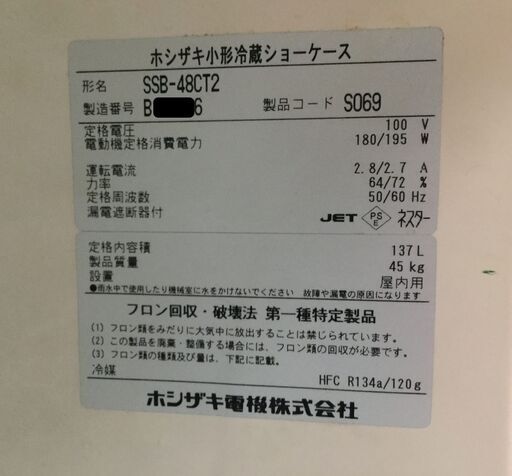 ホシザキ小形冷蔵ショーケース
形名 SSB-48CT2
製造番号 B 6 製品コード S069
定格電圧 100 V
電動機定格消費電力 180/195 W
運転電流 2.8/2.7 A
力率 64/72 %
定格周波数 50/60 Hz
漏電遮断器付 JET PSE ネスター
定格内容積 137 L
製品質量 45 kg
設置 屋内用
●雨水中で使用したり機械室に水をかけないでください 故障や漏電の原因になります
フロン回収・破壊法 第一種特定製品
(1) フロン類をみだりに大気中に放出することは禁じられています。
(2) この製品を廃棄・整備する場合には、フロン類の回収が必要です。
(3) フロン類の種類及び量は、下記に記載。
冷媒 HFC R134a/120g
ホシザキ電機株式会社